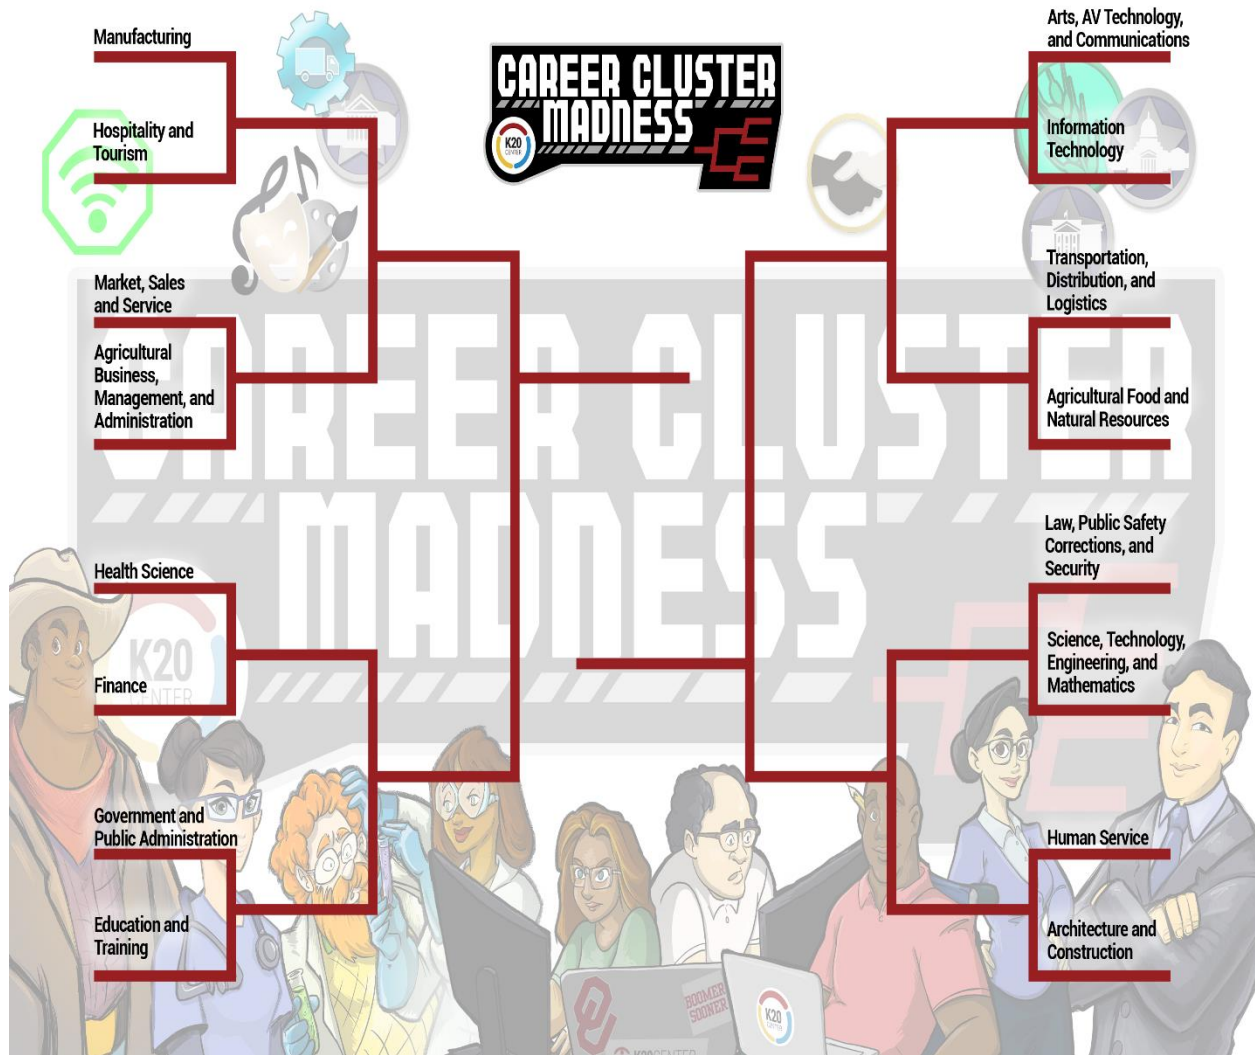 Manufacturing
Hospitality and
Tourism
Market, Sales
and Service
Agricultural
Business,
Management, and
Administration
Health Science
Finance
Government and
Public Administration
Education and
Training
CAREER CLUSTER
MADNESS
K20
CENTER
Arts, AV Technology,
and Communications
Information
Technology
Transportation,
Distribution, and
Logistics
Agricultural Food and
Natural Resources
Law, Public Safety
Corrections, and
Security
Science, Technology,
Engineering, and
Mathematics
Human Service
Architecture and
Construction
CAREER CLUSTER
MADNESS
K20
CENTER
BOOMER
SOONER
K20
CENTER
K20CENTER